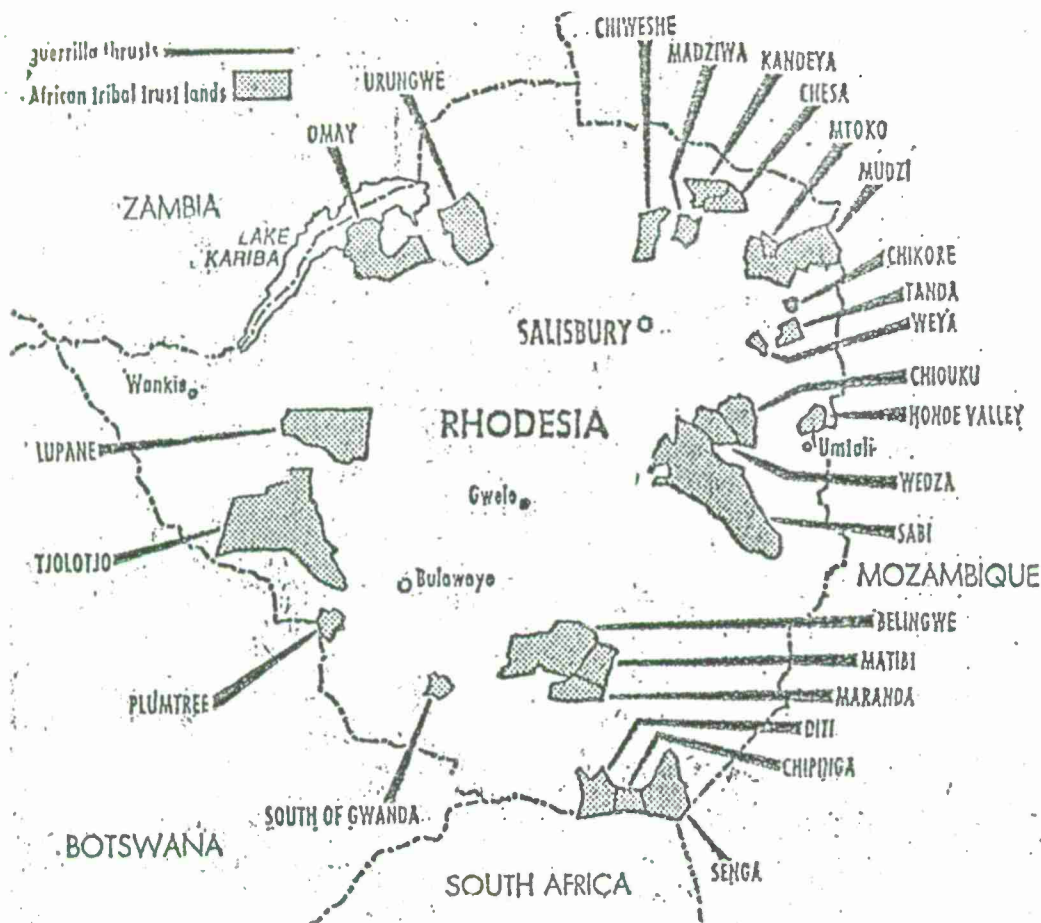 guerrilla thrusts
African tribal trust lands
CHIWESHE
MADZIWA
KANDEYA
CHESA
MTOKO
MUDZI
URUNGWE
OMAY
ZAMBIA
LAKE
KARIBA
CHIKORE
TANDA
WEYA
SALISBURY
Wankie
CHIOUKU
HONDE VALLEY
RHODESIA
Umtali
LUPANE
WEDZA
Gwelo
SABI
TJOLOTJO
Bulawayo
MOZAMBIQUE
BELINGWE
MATIBI
PLUMTREE
MARANDA
DITI
CHIPINGA
SOUTH OF GWANDA
BOTSWANA
SENGA
SOUTH AFRICA